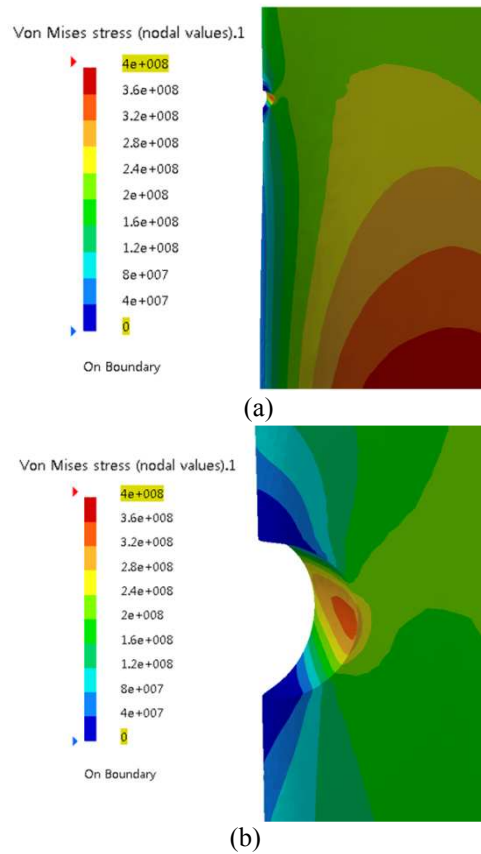 Von Mises stress (nodal values).1
4e+008
3.6e+008
3.2e+008
2.8e+008
2.4e+008
2e+008
1.6e+008
1.2e+008
8e+007
4e+007
0
On Boundary
(a)
Von Mises stress (nodal values).1
4e+008
3.6e+008
3.2e+008
2.8e+008
2.4e+008
2e+008
1.6e+008
1.2e+008
8e+007
4e+007
0
On Boundary
(b)